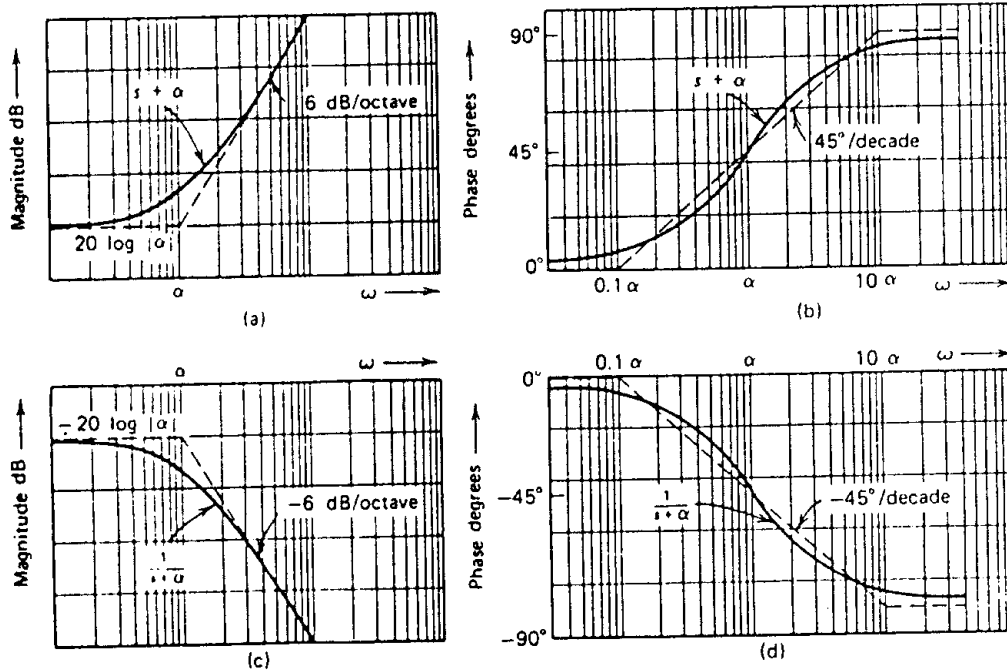 Magnitude dB
s + α
6 dB/octave
20 log |α|
α
ω
(a)
Phase degrees
90°
45°
0°
s + α
45°/decade
0.1 α
α
10 α
ω
(b)
ω
Magnitude dB
– 20 log |α|
–6 dB/octave
s+α
(c)
0.1 α
α
10 α
ω
Phase degrees
0°
–45°
–90°
1
s+α
–45°/decade
(d)